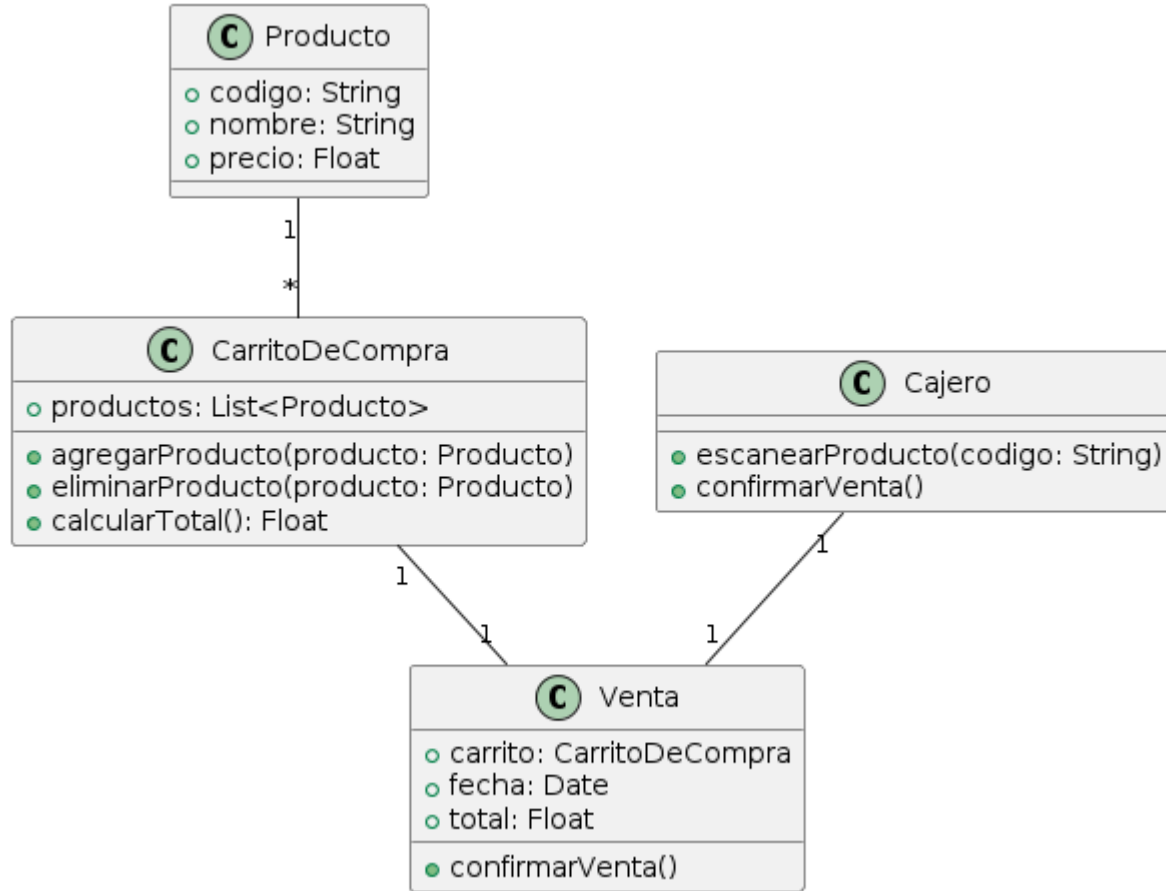 C Producto
codigo: String
nombre: String
precio: Float
1
*
C CarritoDeCompra
productos: List<Producto>
agregarProducto(producto: Producto)
eliminarProducto(producto: Producto)
calcularTotal(): Float
C Cajero
escanearProducto(codigo: String)
confirmarVenta()
1
1
1
1
C Venta
carrito: CarritoDeCompra
fecha: Date
total: Float
confirmarVenta()